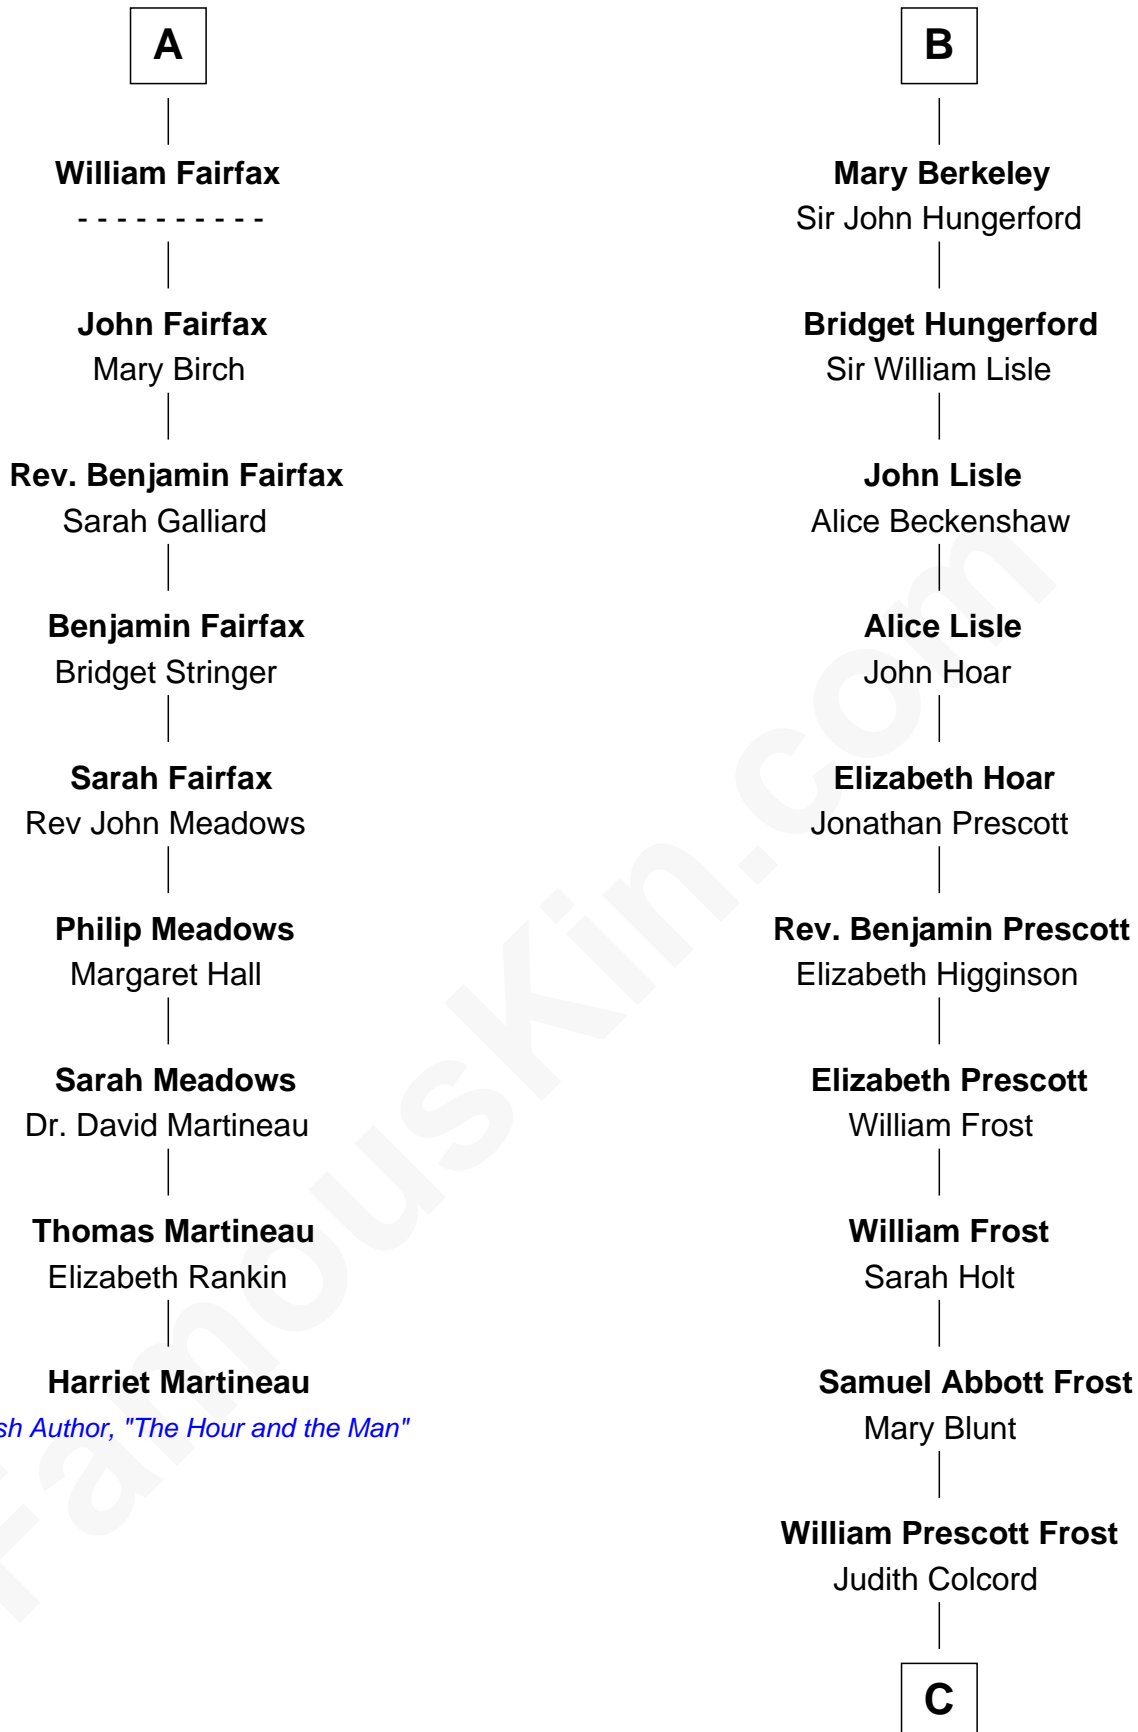 A
William Fairfax
- - - - - - - - - -
John Fairfax
Mary Birch
Rev. Benjamin Fairfax
Sarah Galliard
Benjamin Fairfax
Bridget Stringer
Sarah Fairfax
Rev John Meadows
Philip Meadows
Margaret Hall
Sarah Meadows
Dr. David Martineau
Thomas Martineau
Elizabeth Rankin
Harriet Martineau
sh Author, "The Hour and the Man"
B
Mary Berkeley
Sir John Hungerford
Bridget Hungerford
Sir William Lisle
John Lisle
Alice Beckenshaw
Alice Lisle
John Hoar
Elizabeth Hoar
Jonathan Prescott
Rev. Benjamin Prescott
Elizabeth Higginson
Elizabeth Prescott
William Frost
William Frost
Sarah Holt
Samuel Abbott Frost
Mary Blunt
William Prescott Frost
Judith Colcord
C
FamousKin.com